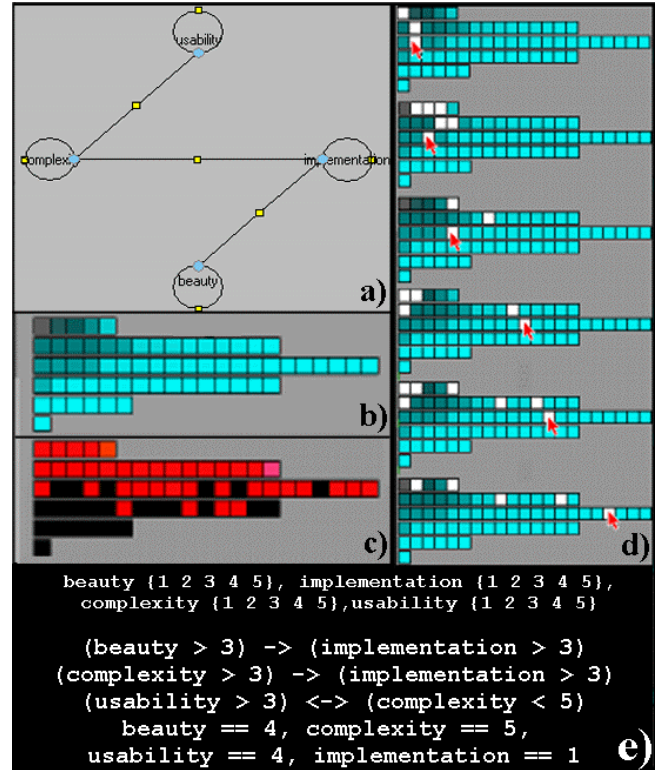 usability
complexi
implementation
beauty
a)
b)
c)
d)
beauty {1 2 3 4 5}, implementation {1 2 3 4 5},
complexity {1 2 3 4 5},usability {1 2 3 4 5}
(beauty > 3) -> (implementation > 3)
(complexity > 3) -> (implementation > 3)
(usability > 3) <-> (complexity < 5)
beauty == 4, complexity == 5,
usability == 4, implementation == 1
e)